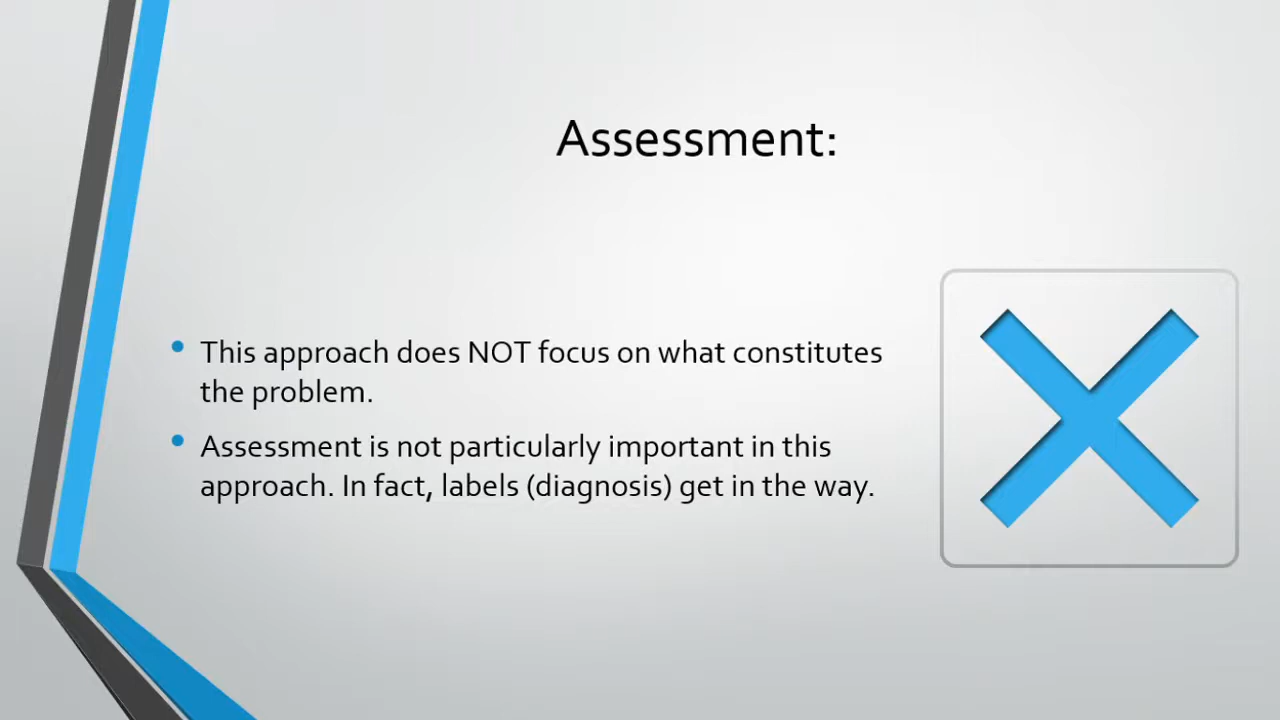 Assessment:
• This approach does NOT focus on what constitutes
the problem.
• Assessment is not particularly important in this
approach. In fact, labels (diagnosis) get in the way.